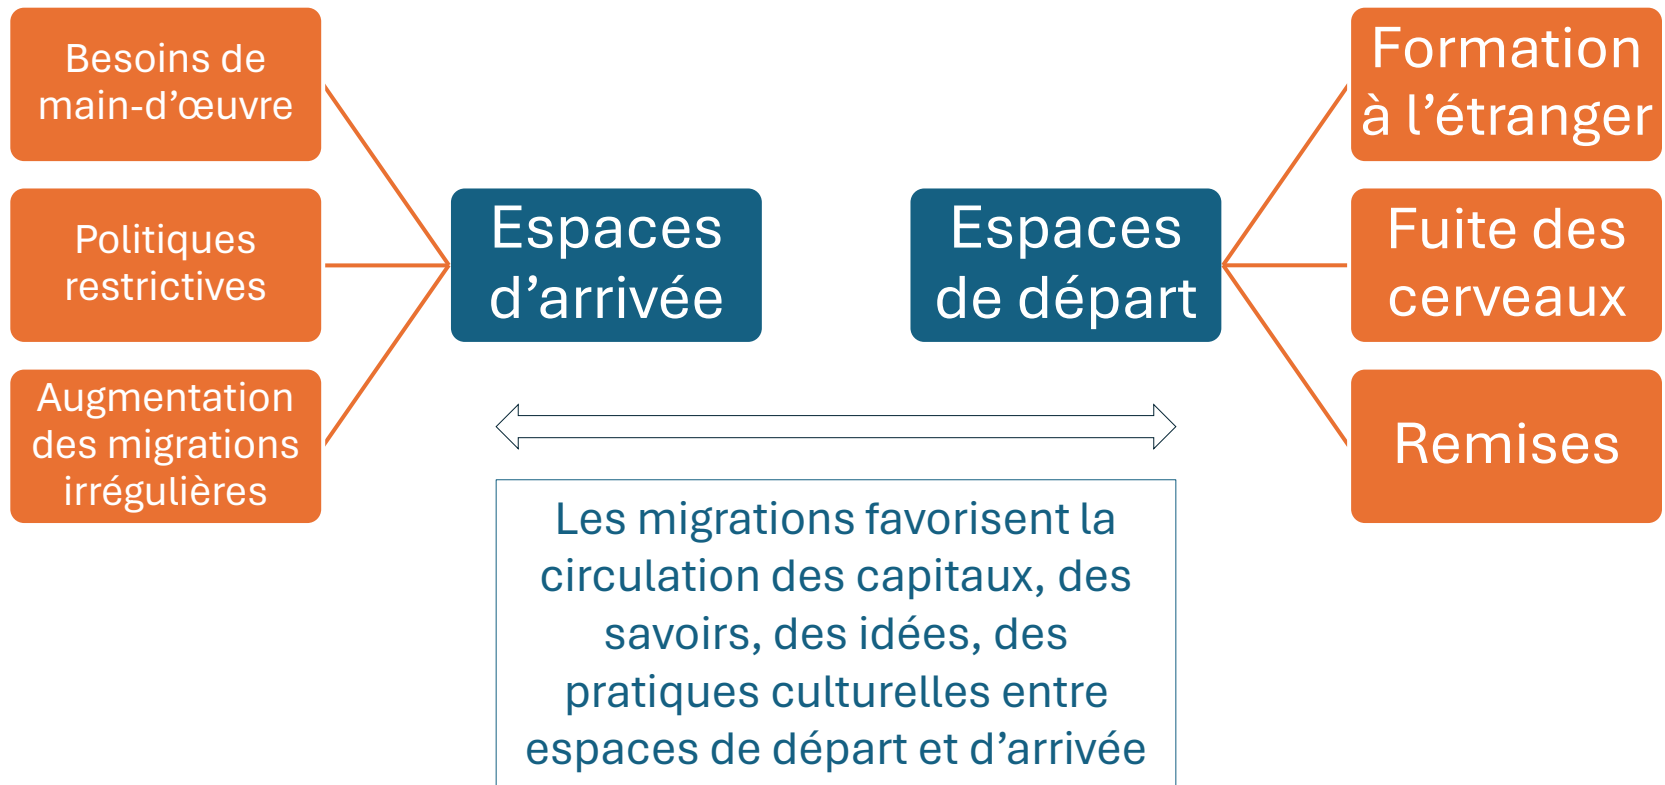 Besoins de
main-d’œuvre
Politiques
restrictives
Augmentation
des migrations
irrégulières
Espaces
d’arrivée
Espaces
de départ
Formation
à l’étranger
Fuite des
cerveaux
Remises
Les migrations favorisent la
circulation des capitaux, des
savoirs, des idées, des
pratiques culturelles entre
espaces de départ et d’arrivée